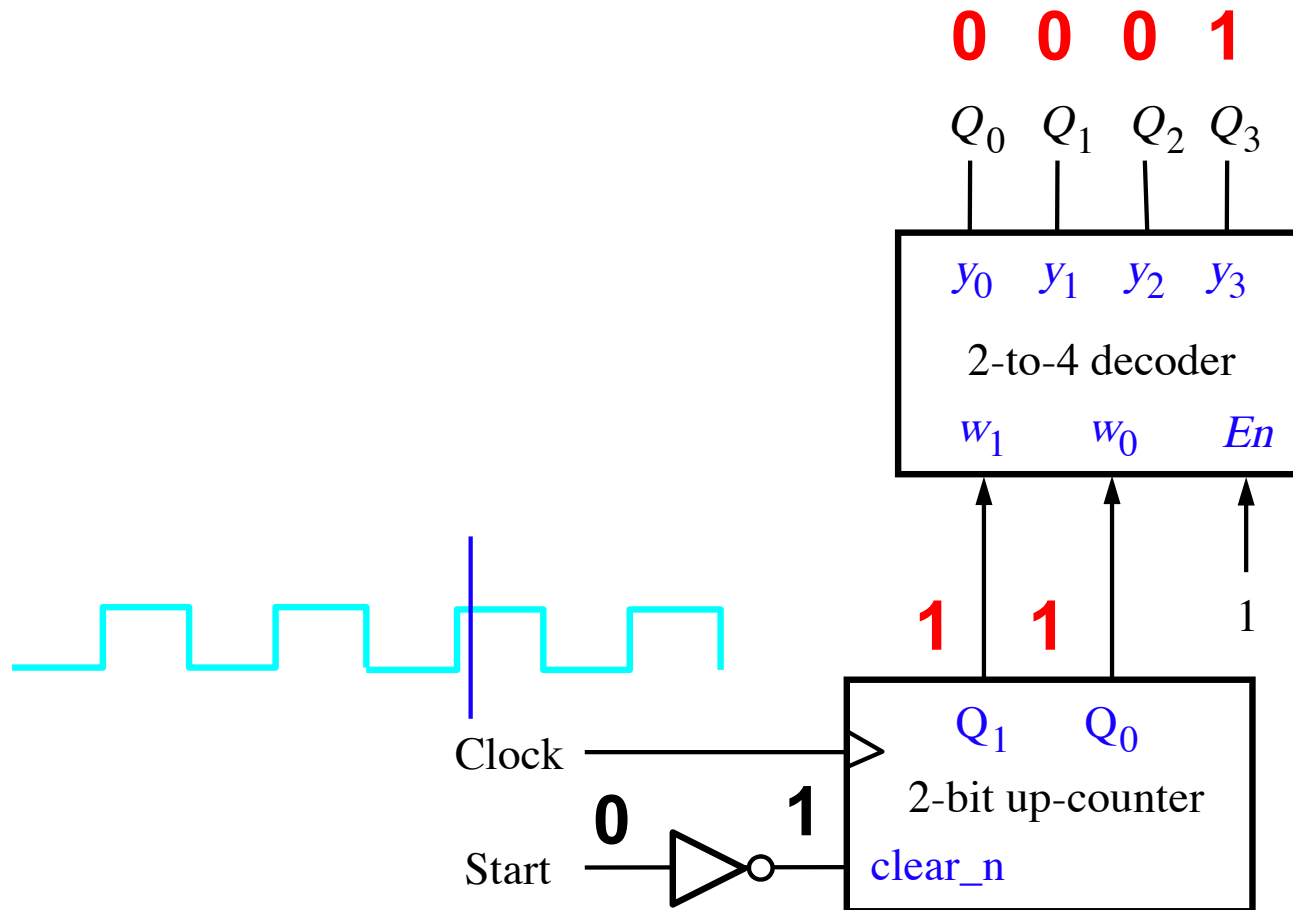 0 0 0 1
Q0 Q1 Q2 Q3
y0 y1 y2 y3
2-to-4 decoder
w1 w0 En
1 1 1
Q1 Q0
Clock
2-bit up-counter
0 1
Start clear_n